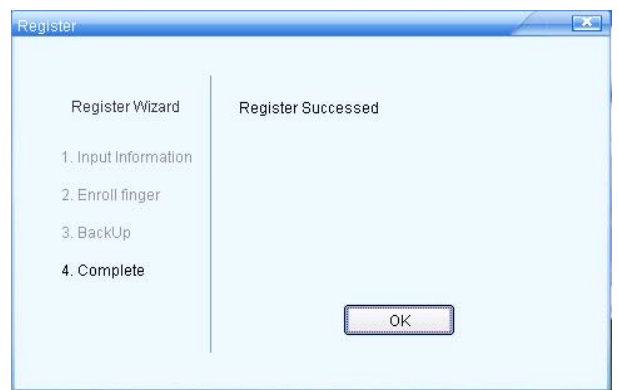 Register
Register Wizard
1. Input Information
2. Enroll finger
3. BackUp
4. Complete
Register Successed
OK